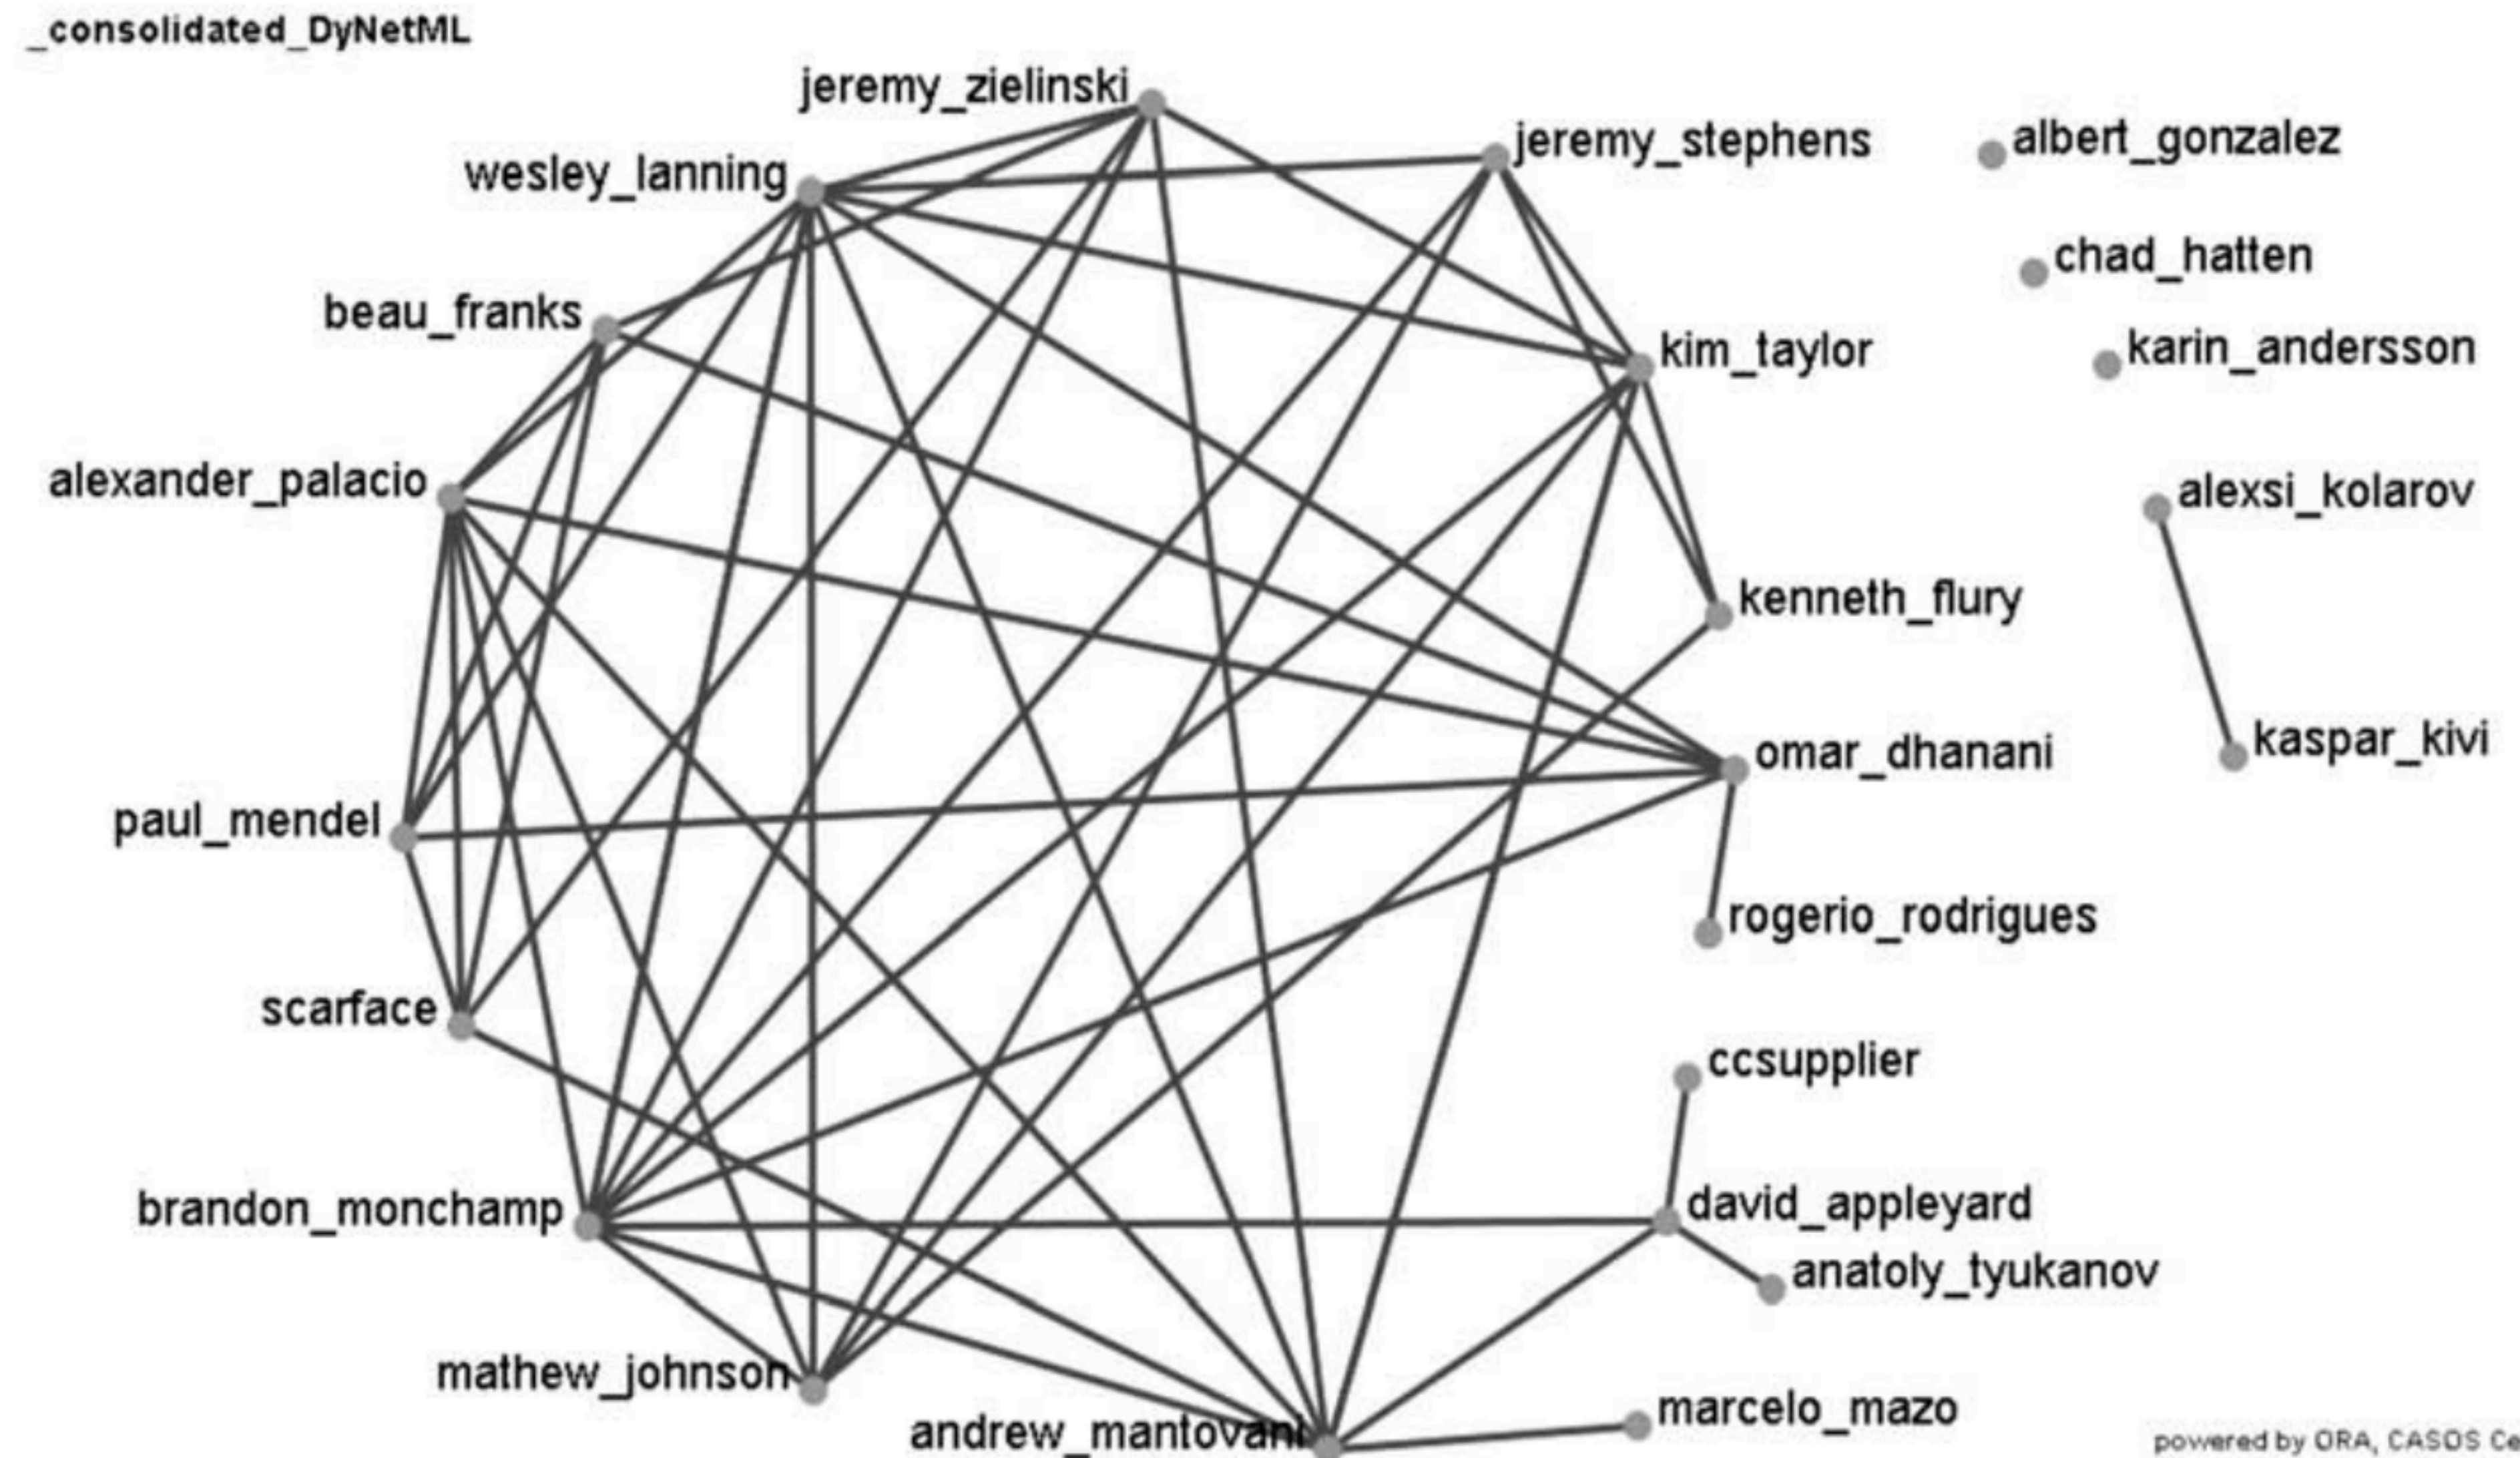 _consolidated_DyNetML
jeremy_zielinski
jeremy_stephens
albert_gonzalez
wesley_lanning
chad_hatten
beau_franks
kim_taylor
karin_andersson
alexander_palacio
alexsi_kolarov
kenneth_flury
omar_dhanani
kaspar_kivi
paul_mendel
rogerio_rodrigues
scarface
ccsupplier
brandon_monchamp
david_appleyard
anatoly_tyukanov
mathew_johnson
andrew_mantovani
marcelo_mazo
powered by ORA, CASOS Ce